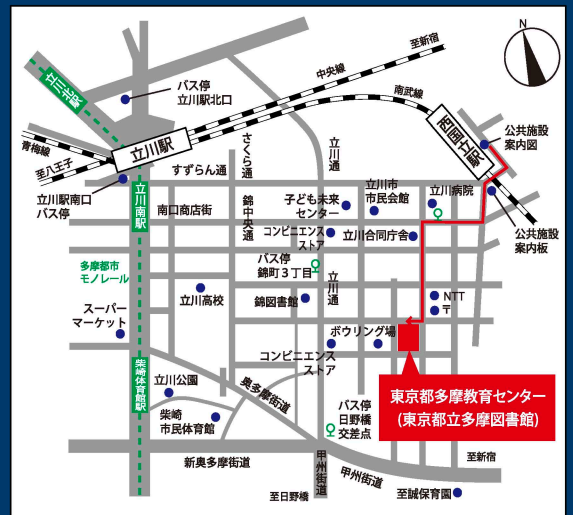 N
至新宿
中央線
南武線
立川北駅
バス停
立川駅北口
西国立駅
公共施設
案内図
青梅線
至八王子
立川駅
さくら通
立川通
すずらん通
立川駅南口
バス停
立川南駅
南口商店街
錦中央通
子ども未来
センター
立川市
市民会館
立川病院
公共施設
案内板
コンビニエンス
ストア
立川合同庁舎
バス停
錦町3丁目
多摩都市
モノレール
立川高校
立川通
スーパー
マーケット
錦図書館
NTT
〒
ボウリング場
コンビニエンス
ストア
柴崎体育館駅
立川公園
奥多摩街道
東京都多摩教育センター
(東京都立多摩図書館)
柴崎
市民体育館
バス停
日野橋
交差点
新奥多摩街道
甲州街道
甲州街道
至新宿
至日野橋
至誠保育園